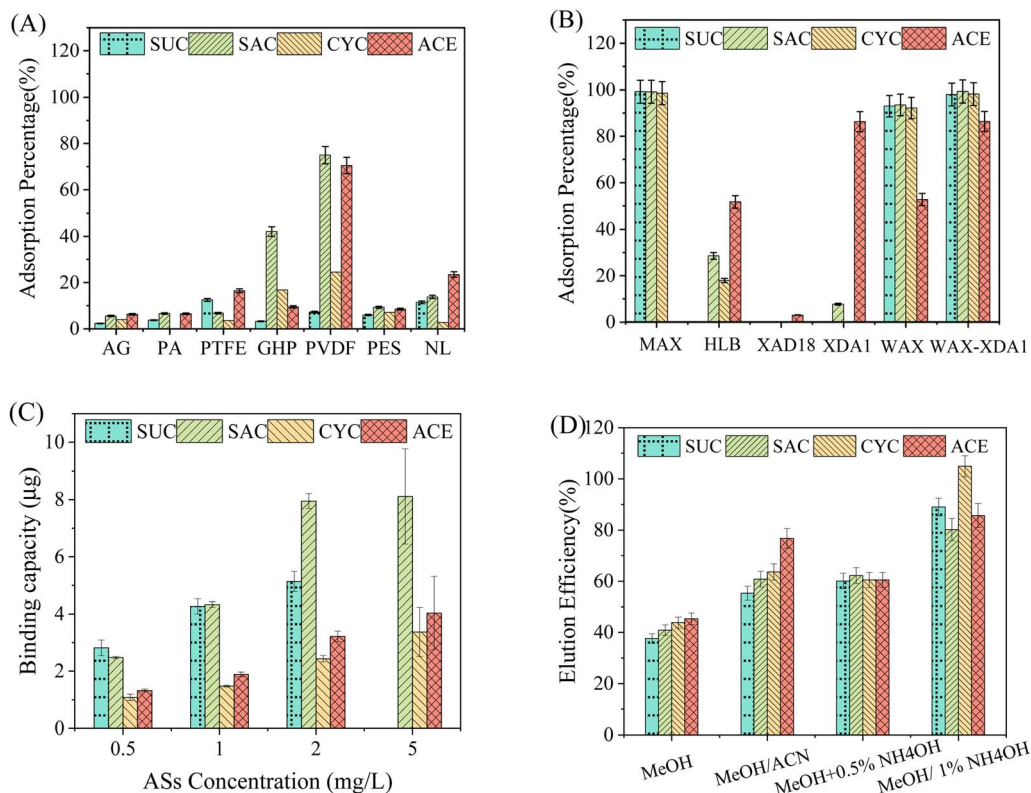 (A)
SUC SAC CYC ACE
Adsorption Percentage(%)
120
100
80
60
40
20
0
AG PA PTFE GHP PVDF PES NL
(B)
SUC SAC CYC ACE
Adsorption Percentage(%)
120
100
80
60
40
20
0
MAX HLB XAD18 XDA1 WAX WAX-XDA1
(C)
SUC SAC CYC ACE
Binding capacity (μg)
10
8
6
4
2
0
0.5 1 2 5
ASs Concentration (mg/L)
(D)
SUC SAC CYC ACE
Elution Efficiency(%)
120
100
80
60
40
20
0
MeOH
MeOH/ACN
MeOH+0.5% NH4OH
MeOH/ 1% NH4OH